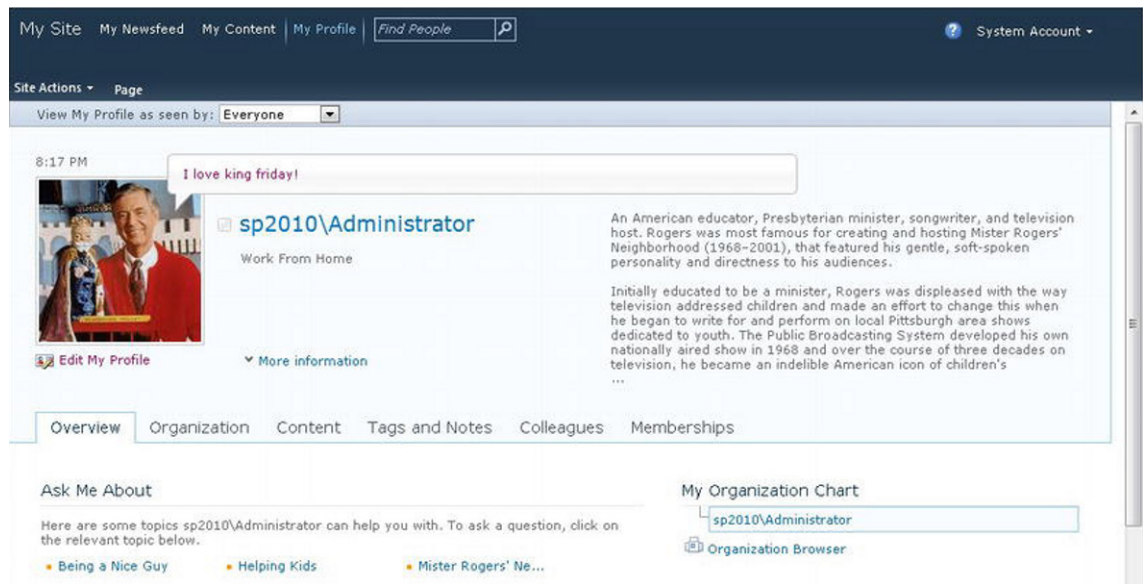 My Site My Newsfeed My Content My Profile Find People System Account
Site Actions Page
View My Profile as seen by: Everyone
8:17 PM
I love king friday!
sp2010\Administrator
Work From Home
An American educator, Presbyterian minister, songwriter, and television
host. Rogers was most famous for creating and hosting Mister Rogers'
Neighborhood (1968-2001), that featured his gentle, soft-spoken
personality and directness to his audiences.
Initially educated to be a minister, Rogers was displeased with the way
television addressed children and made an effort to change this when
he began to write for and perform on local Pittsburgh area shows
dedicated to youth. The Public Broadcasting System developed his own
nationally aired show in 1968 and over the course of three decades on
television, he became an indelible American icon of children's
...
Edit My Profile
More information
Overview Organization Content Tags and Notes Colleagues Memberships
Ask Me About
Here are some topics sp2010\Administrator can help you with. To ask a question, click on
the relevant topic below.
Being a Nice Guy Helping Kids Mister Rogers' Ne...
My Organization Chart
sp2010\Administrator
Organization Browser